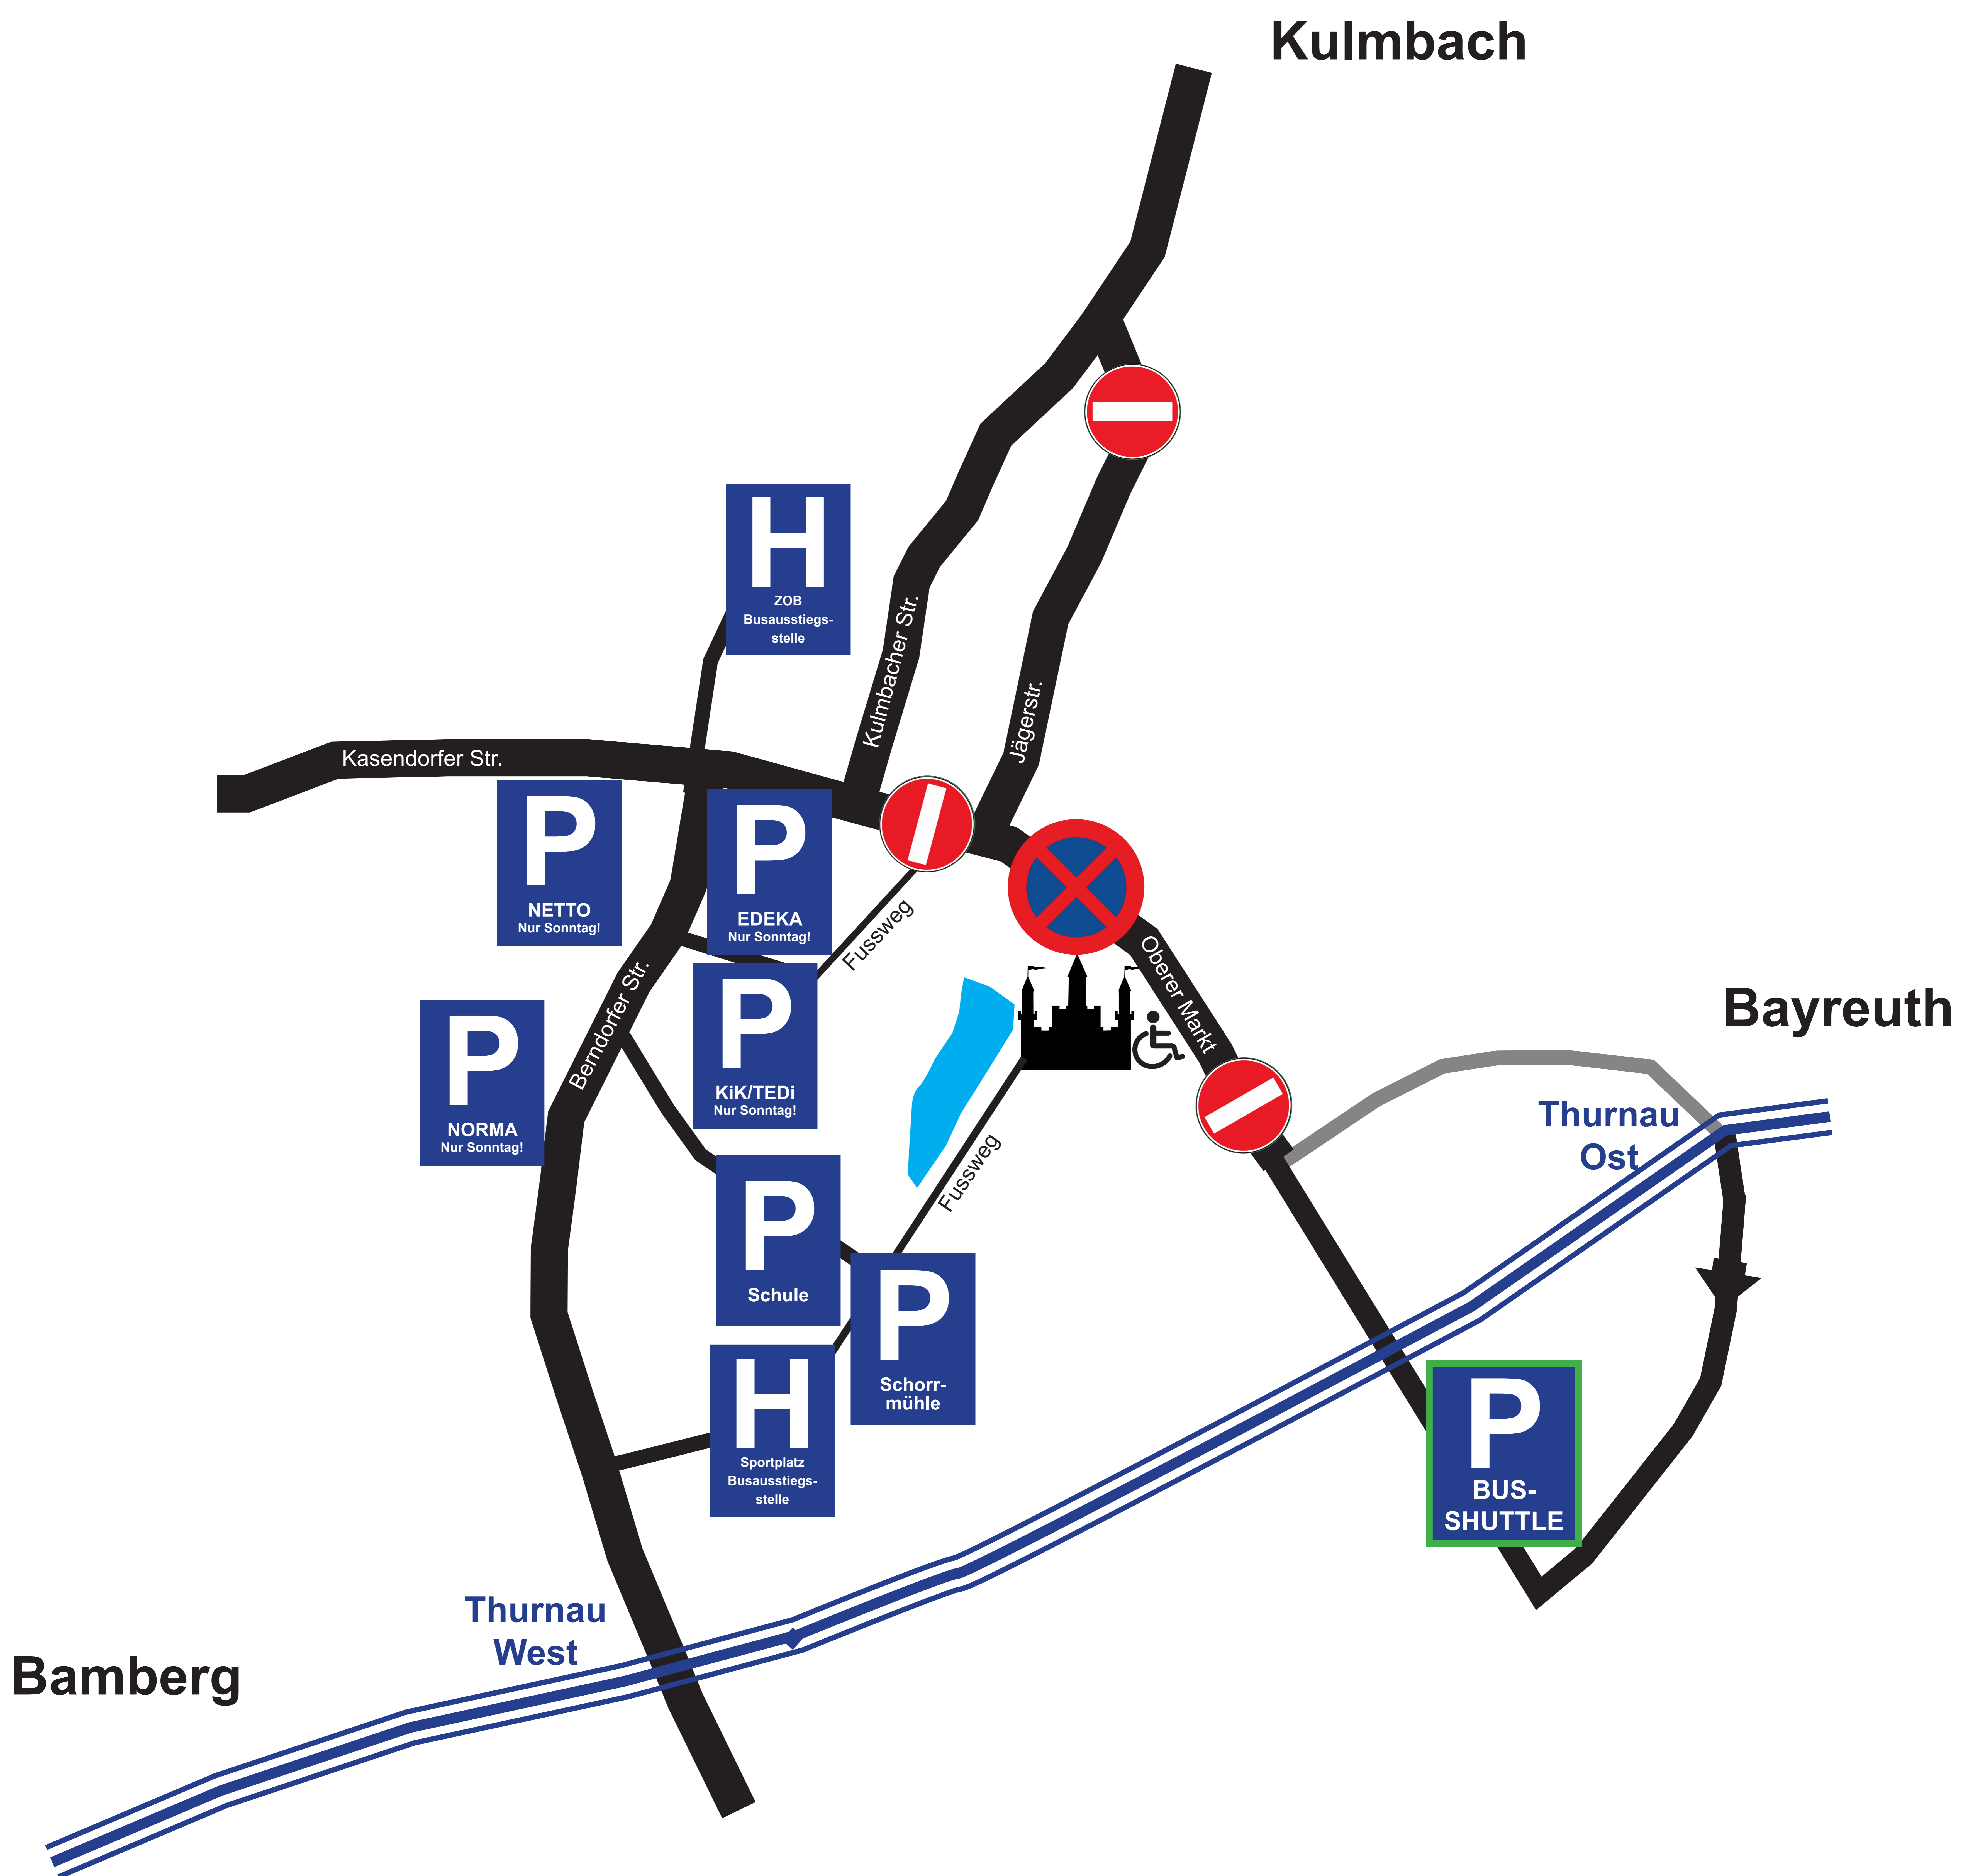 Kulmbach
H
ZOB
Busausstiegs-
stelle
Kulmbacher Str.
Jägerstr.
Kasendorfer Str.
P
NETTO
Nur Sonntag!
P
EDEKA
Nur Sonntag!
Fussweg
Oberer Markt
Berndorfer Str.
P
KiK/TEDi
Nur Sonntag!
P
NORMA
Nur Sonntag!
Bayreuth
Thurnau
Ost
Fussweg
P
Schule
P
Schorr-
mühle
H
Sportplatz
Busausstiegs-
stelle
P
BUS-
SHUTTLE
Thurnau
West
Bamberg